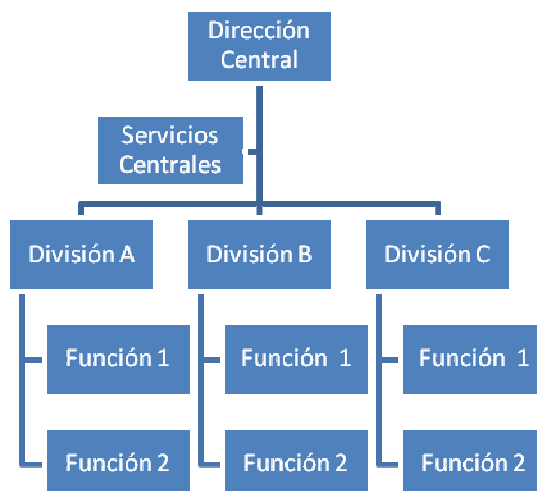 Dirección
Central
Servicios
Centrales
División A
División B
División C
Función 1
Función 1
Función 1
Función 2
Función 2
Función 2